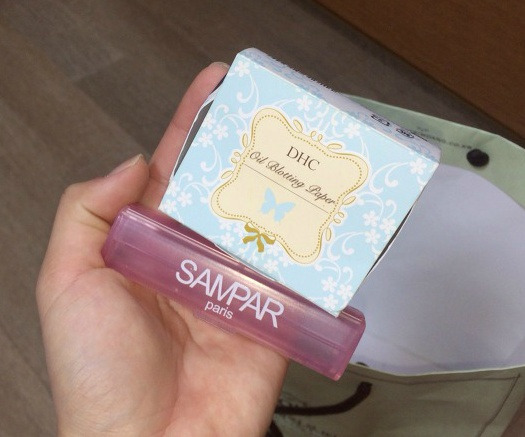 DHC
Oil Blotting Paper
SAMPAR
paris